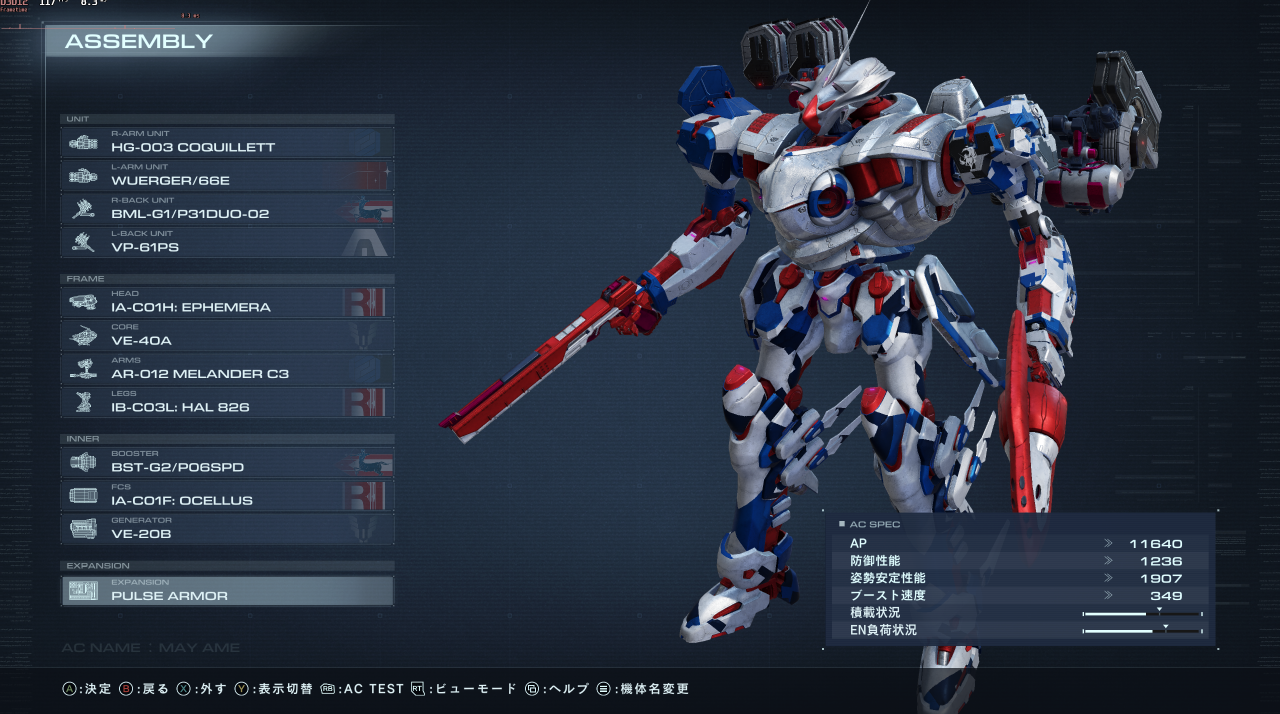 ASSEMBLY
UNIT
R-ARM UNIT
HG-003 COQUILLETT
L-ARM UNIT
WUERGER/66E
R-BACK UNIT
BML-G1/P31DUO-02
L-BACK UNIT
VP-61PS
FRAME
HEAD
IA-C01H: EPHEMERA
CORE
VE-40A
ARMS
AR-012 MELANDER C3
LEGS
IB-C03L: HAL 826
INNER
BOOSTER
BST-G2/P06SPD
FCS
IA-C01F: OCELLUS
GENERATOR
VE-20B
EXPANSION
EXPANSION
PULSE ARMOR
AC NAME : MAY AME
AC SPEC
AP 11640
防御性能 1236
姿勢安定性能 1907
ブースト速度 349
積載状況
EN負荷状況
A:決定 B:戻る X:外す Y:表示切替 RB:AC TEST RT:ビューモード :ヘルプ :機体名変更